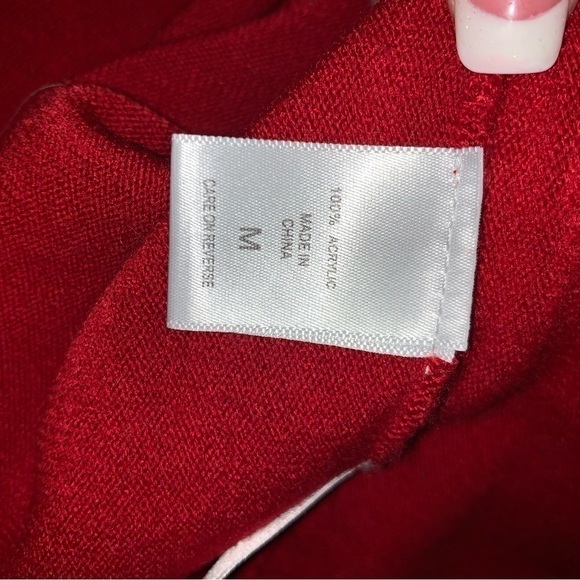 100% ACRYLIC
MADE IN
CHINA
M
CARE ON REVERSE